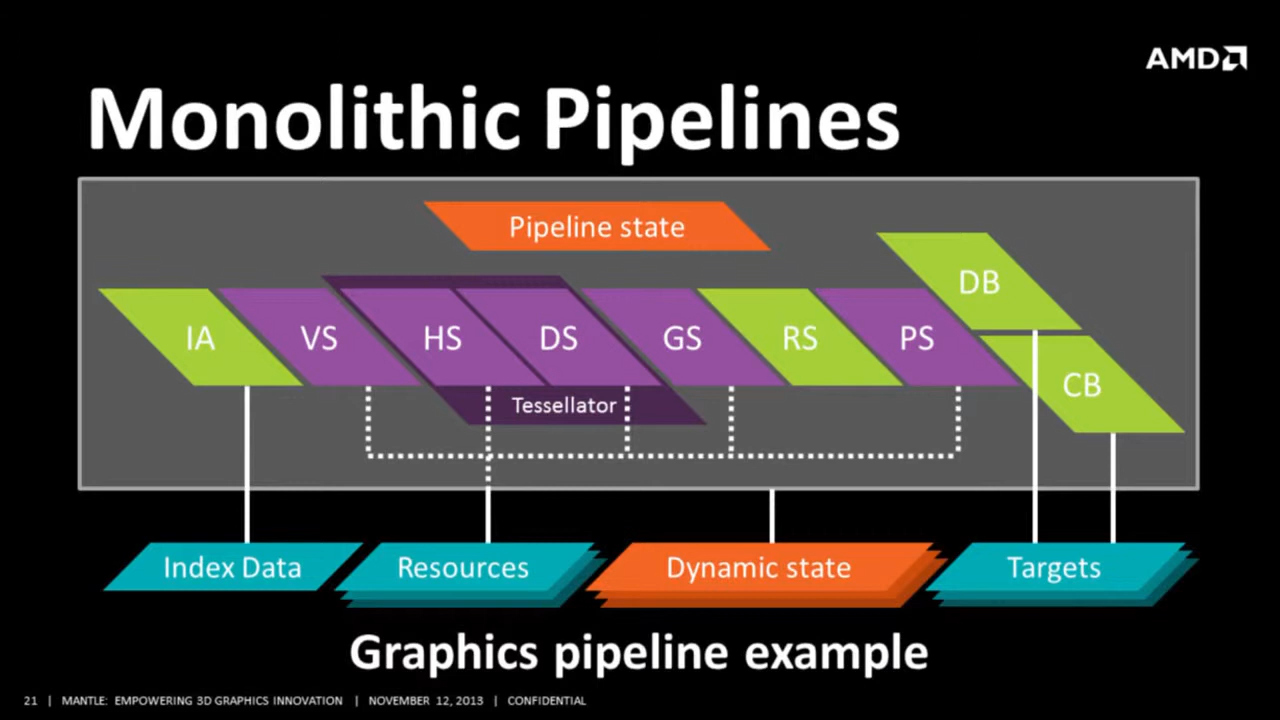 AMD
Monolithic Pipelines
Pipeline state
DB
IA VS HS DS GS RS PS
CB
Tessellator
Index Data Resources Dynamic state Targets
Graphics pipeline example
21 | MANTLE: EMPOWERING 3D GRAPHICS INNOVATION | NOVEMBER 12, 2013 | CONFIDENTIAL